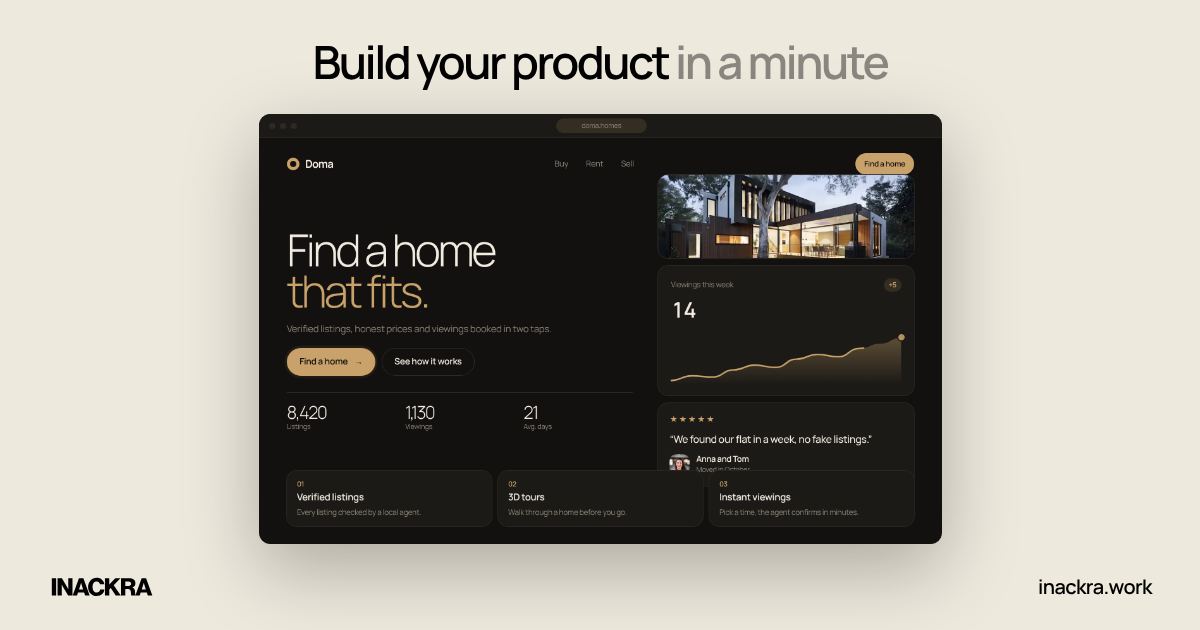 Build your product in a minute
doma.homes
Doma
Buy
Rent
Sell
Find a home
Find a home
that fits.
Verified listings, honest prices and viewings booked in two taps.
Find a home →
See how it works
8,420
Listings
1,130
Viewings
21
Avg. days
Viewings this week
+5
14
★★★★★
“We found our flat in a week, no fake listings.”
Anna and Tom
Moved in October
01
Verified listings
Every listing checked by a local agent.
02
3D tours
Walk through a home before you go.
03
Instant viewings
Pick a time, the agent confirms in minutes.
INACKRA
inackra.work